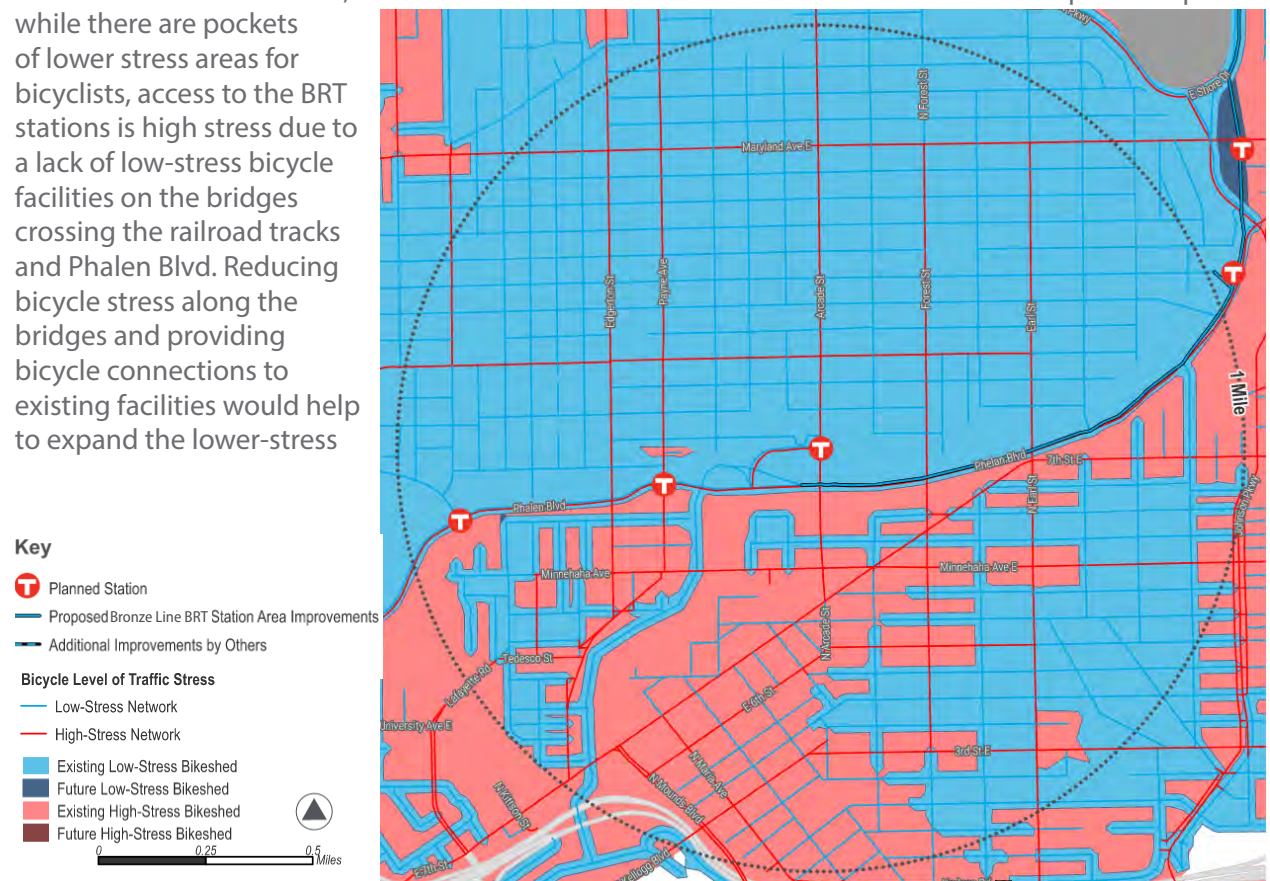 while there are pockets
of lower stress areas for
bicyclists, access to the BRT
stations is high stress due to
a lack of low-stress bicycle
facilities on the bridges
crossing the railroad tracks
and Phalen Blvd. Reducing
bicycle stress along the
bridges and providing
bicycle connections to
existing facilities would help
to expand the lower-stress
Key
T Planned Station
Proposed Bronze Line BRT Station Area Improvements
Additional Improvements by Others
Bicycle Level of Traffic Stress
Low-Stress Network
High-Stress Network
Existing Low-Stress Bikeshed
Future Low-Stress Bikeshed
Existing High-Stress Bikeshed
Future High-Stress Bikeshed
0 0.25 0.5
Miles
Pkwy
E Shore Dr
N Forest St
Maryland Ave E
T
T
Edgerton St
Payne Ave
Arcade St
Forest St
Earl St
1 Mile
T
T
T
Phalen Blvd
Phelan Blvd
7th St E
N Earl St
Johnson Pkwy
Minnehaha Ave
Minnehaha Ave E
N Arcade St
Tedesco St
Lafayette Rd
University Ave E
E 6th St
N Maria Ave
3rd St E
N Mounds Blvd
N Kittson St
E 7th St
Kellogg Blvd